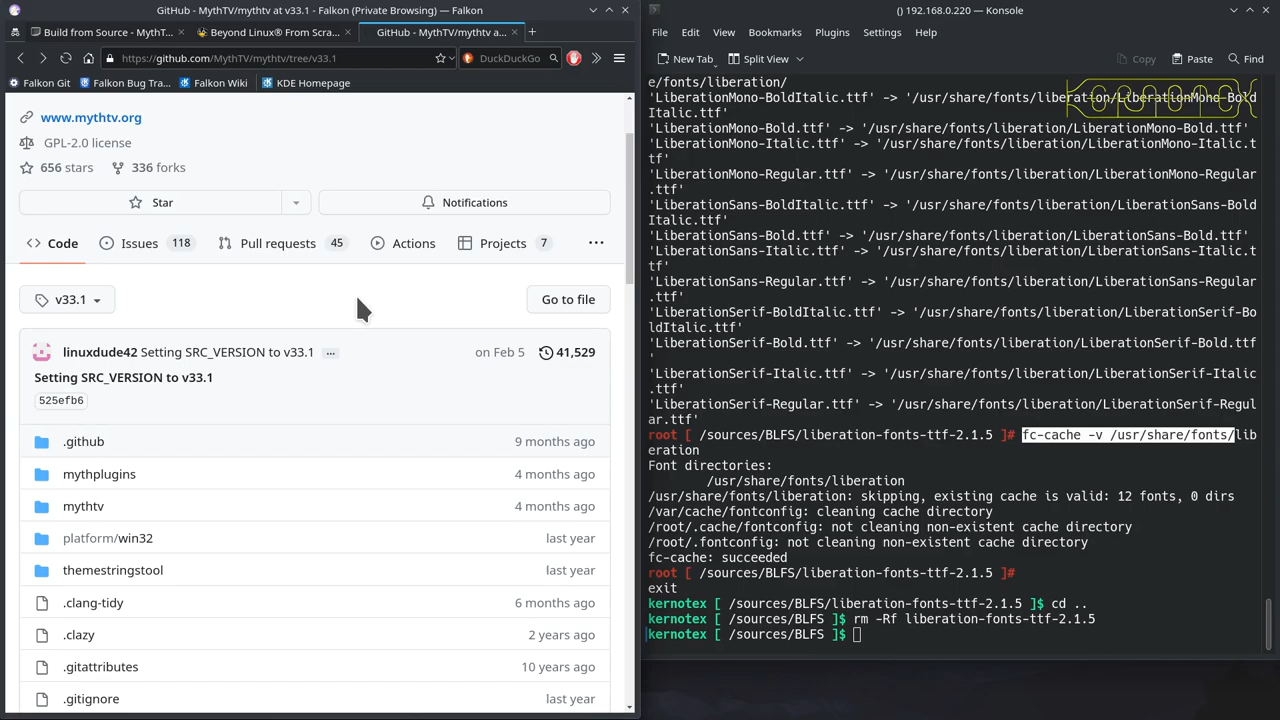 GitHub - MythTV/mythtv at v33.1 - Falkon (Private Browsing) — Falkon
Build from Source - MythT...
Beyond Linux® From Scra...
GitHub - MythTV/mythtv a...
https://github.com/MythTV/mythtv/tree/v33.1
DuckDuckGo
Falkon Git
Falkon Bug Tra...
Falkon Wiki
KDE Homepage
www.mythtv.org
GPL-2.0 license
656 stars
336 forks
Star
Notifications
Code
Issues 118
Pull requests 45
Actions
Projects 7
v33.1
Go to file
linuxdude42 Setting SRC_VERSION to v33.1 ...
on Feb 5
41,529
Setting SRC_VERSION to v33.1
525efb6
.github 9 months ago
mythplugins 4 months ago
mythtv 4 months ago
platform/win32 last year
themestringstool last year
.clang-tidy 6 months ago
.clazy 2 years ago
.gitattributes 10 years ago
.gitignore last year
() 192.168.0.220 — Konsole
File Edit View Bookmarks Plugins Settings Help
New Tab
Split View
Copy
Paste
Find
e/fonts/liberation/
'LiberationMono-BoldItalic.ttf' -> '/usr/share/fonts/liberation/LiberationMono-Bold
Italic.ttf'
'LiberationMono-Bold.ttf' -> '/usr/share/fonts/liberation/LiberationMono-Bold.ttf'
'LiberationMono-Italic.ttf' -> '/usr/share/fonts/liberation/LiberationMono-Italic.t
tf'
'LiberationMono-Regular.ttf' -> '/usr/share/fonts/liberation/LiberationMono-Regular
.ttf'
'LiberationSans-BoldItalic.ttf' -> '/usr/share/fonts/liberation/LiberationSans-Bold
Italic.ttf'
'LiberationSans-Bold.ttf' -> '/usr/share/fonts/liberation/LiberationSans-Bold.ttf'
'LiberationSans-Italic.ttf' -> '/usr/share/fonts/liberation/LiberationSans-Italic.t
tf'
'LiberationSans-Regular.ttf' -> '/usr/share/fonts/liberation/LiberationSans-Regular
.ttf'
'LiberationSerif-BoldItalic.ttf' -> '/usr/share/fonts/liberation/LiberationSerif-Bo
ldItalic.ttf'
'LiberationSerif-Bold.ttf' -> '/usr/share/fonts/liberation/LiberationSerif-Bold.ttf
'
'LiberationSerif-Italic.ttf' -> '/usr/share/fonts/liberation/LiberationSerif-Italic
.ttf'
'LiberationSerif-Regular.ttf' -> '/usr/share/fonts/liberation/LiberationSerif-Regul
ar.ttf'
root [ /sources/BLFS/liberation-fonts-ttf-2.1.5 ]# fc-cache -v /usr/share/fonts/lib
eration
Font directories:
/usr/share/fonts/liberation
/usr/share/fonts/liberation: skipping, existing cache is valid: 12 fonts, 0 dirs
/var/cache/fontconfig: cleaning cache directory
/root/.cache/fontconfig: not cleaning non-existent cache directory
/root/.fontconfig: not cleaning non-existent cache directory
fc-cache: succeeded
root [ /sources/BLFS/liberation-fonts-ttf-2.1.5 ]#
exit
kernotex [ /sources/BLFS/liberation-fonts-ttf-2.1.5 ]$ cd ..
kernotex [ /sources/BLFS ]$ rm -Rf liberation-fonts-ttf-2.1.5
kernotex [ /sources/BLFS ]$